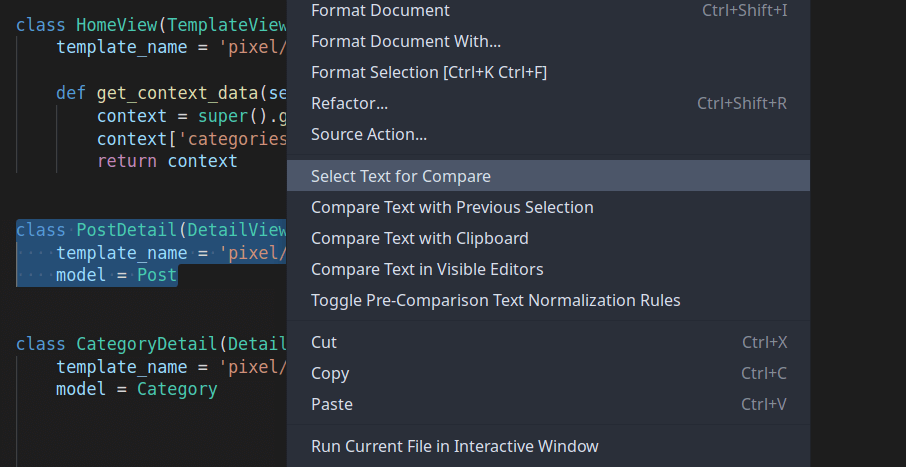 class HomeView(TemplateView
template_name = 'pixel/
def get_context_data(se
context = super().g
context['categories
return context
class PostDetail(DetailView
template_name = 'pixel/
model = Post
class CategoryDetail(Detail
template_name = 'pixel/
model = Category
Format Document Ctrl+Shift+I
Format Document With...
Format Selection [Ctrl+K Ctrl+F]
Refactor... Ctrl+Shift+R
Source Action...
Select Text for Compare
Compare Text with Previous Selection
Compare Text with Clipboard
Compare Text in Visible Editors
Toggle Pre-Comparison Text Normalization Rules
Cut Ctrl+X
Copy Ctrl+C
Paste Ctrl+V
Run Current File in Interactive Window